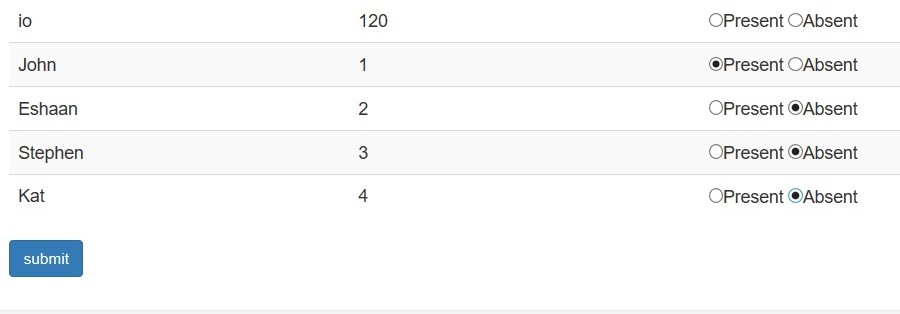 io 120 Present Absent
John 1 Present Absent
Eshaan 2 Present Absent
Stephen 3 Present Absent
Kat 4 Present Absent
submit